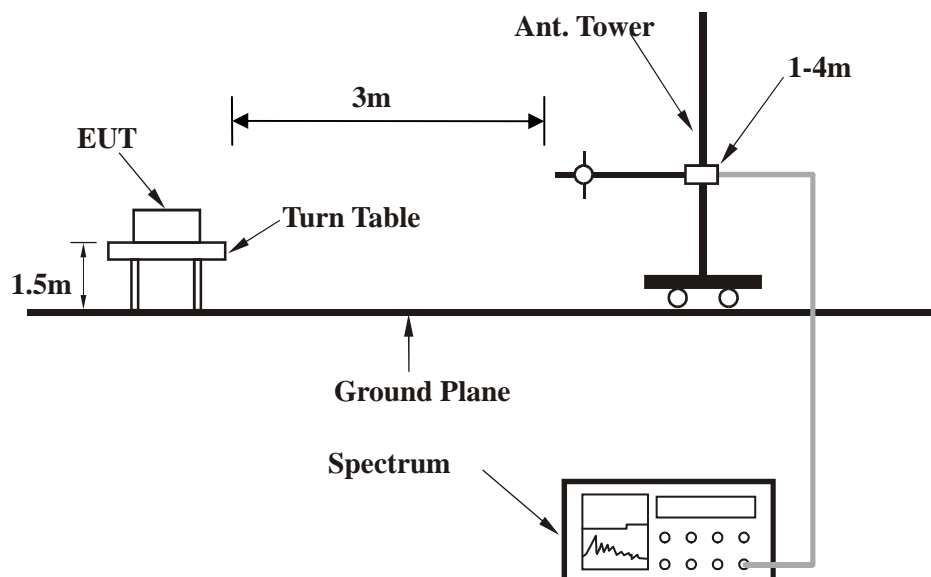 Ant. Tower
1-4m
3m
EUT
Turn Table
1.5m
Ground Plane
Spectrum